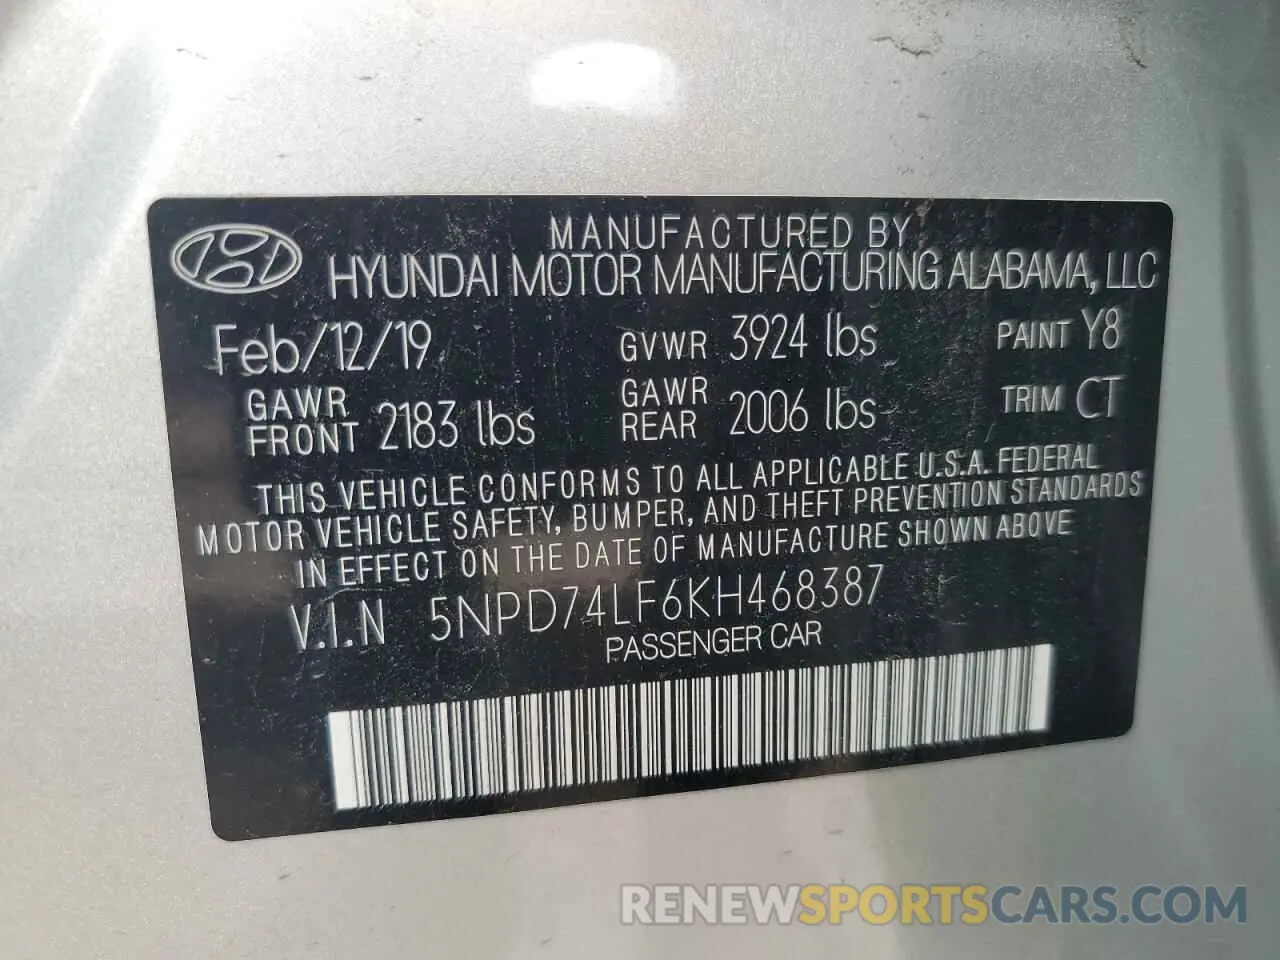 MANUFACTURED BY
HYUNDAI MOTOR MANUFACTURING ALABAMA, LLC
Feb/12/19 GVWR 3924 lbs PAINT Y8
GAWR FRONT 2183 lbs GAWR REAR 2006 lbs TRIM CT
THIS VEHICLE CONFORMS TO ALL APPLICABLE U.S.A. FEDERAL
MOTOR VEHICLE SAFETY, BUMPER, AND THEFT PREVENTION STANDARDS
IN EFFECT ON THE DATE OF MANUFACTURE SHOWN ABOVE
V.I.N 5NPD74LF6KH468387
PASSENGER CAR
RENEWSPORTSCARS.COM